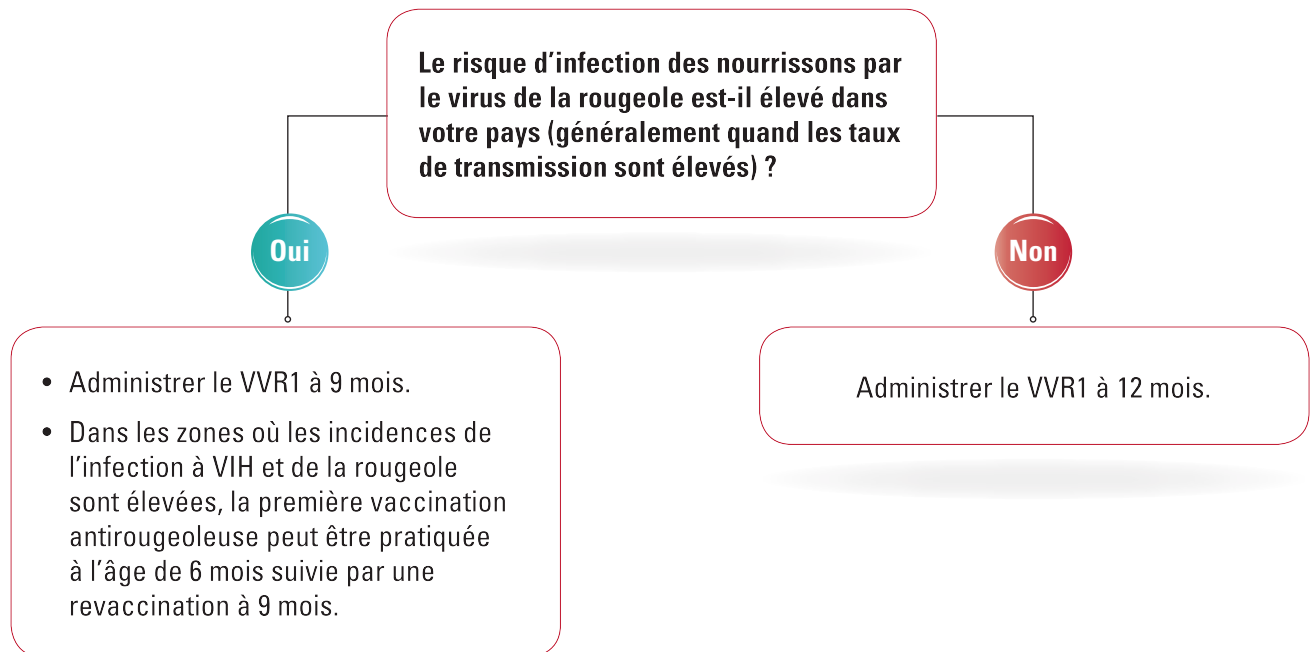 Le risque d’infection des nourrissons par
le virus de la rougeole est-il élevé dans
votre pays (généralement quand les taux
de transmission sont élevés) ?
Oui
Non
• Administrer le VVR1 à 9 mois.
• Dans les zones où les incidences de
l’infection à VIH et de la rougeole
sont élevées, la première vaccination
antirougeoleuse peut être pratiquée
à l’âge de 6 mois suivie par une
revaccination à 9 mois.
Administrer le VVR1 à 12 mois.